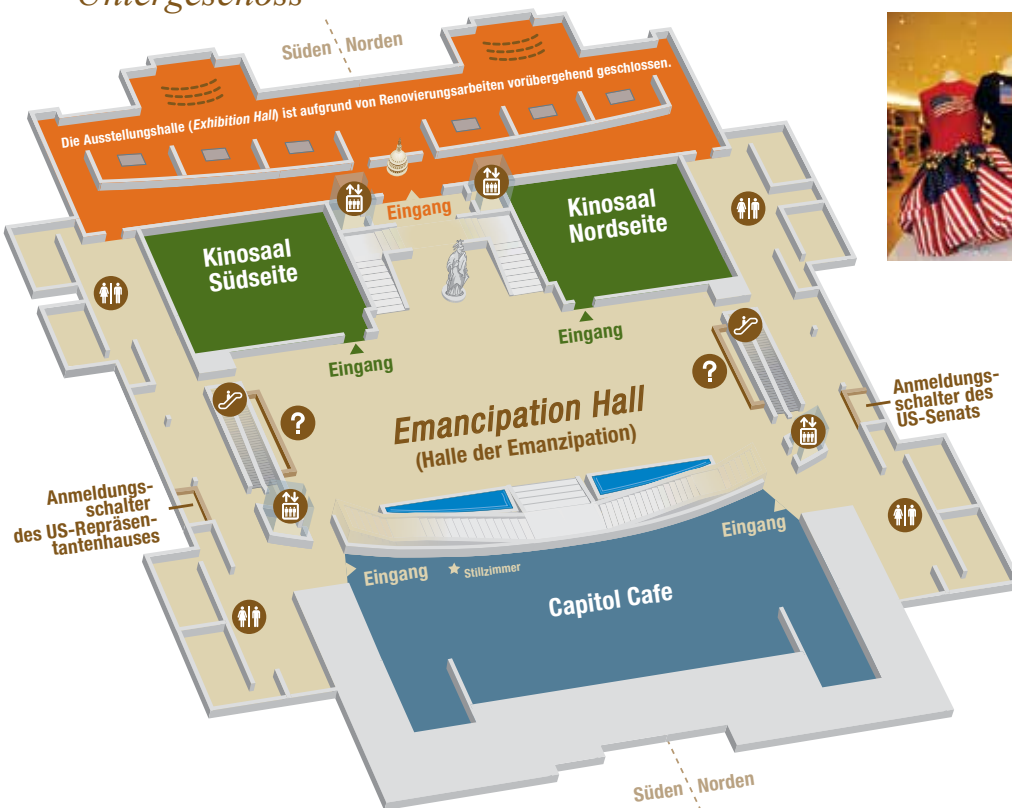 Untergeschoss
Süden Norden
Die Ausstellungshalle (Exhibition Hall) ist aufgrund von Renovierungsarbeiten vorübergehend geschlossen.
Eingang
Kinosaal
Südseite
Kinosaal
Nordseite
Eingang
Eingang
?
?
Emancipation Hall
(Halle der Emanzipation)
Anmeldungs-
schalter des
US-Senats
Anmeldungs-
schalter
des US-Repräsen-
tantenhauses
Eingang
Stillzimmer
Eingang
Capitol Cafe
Süden Norden